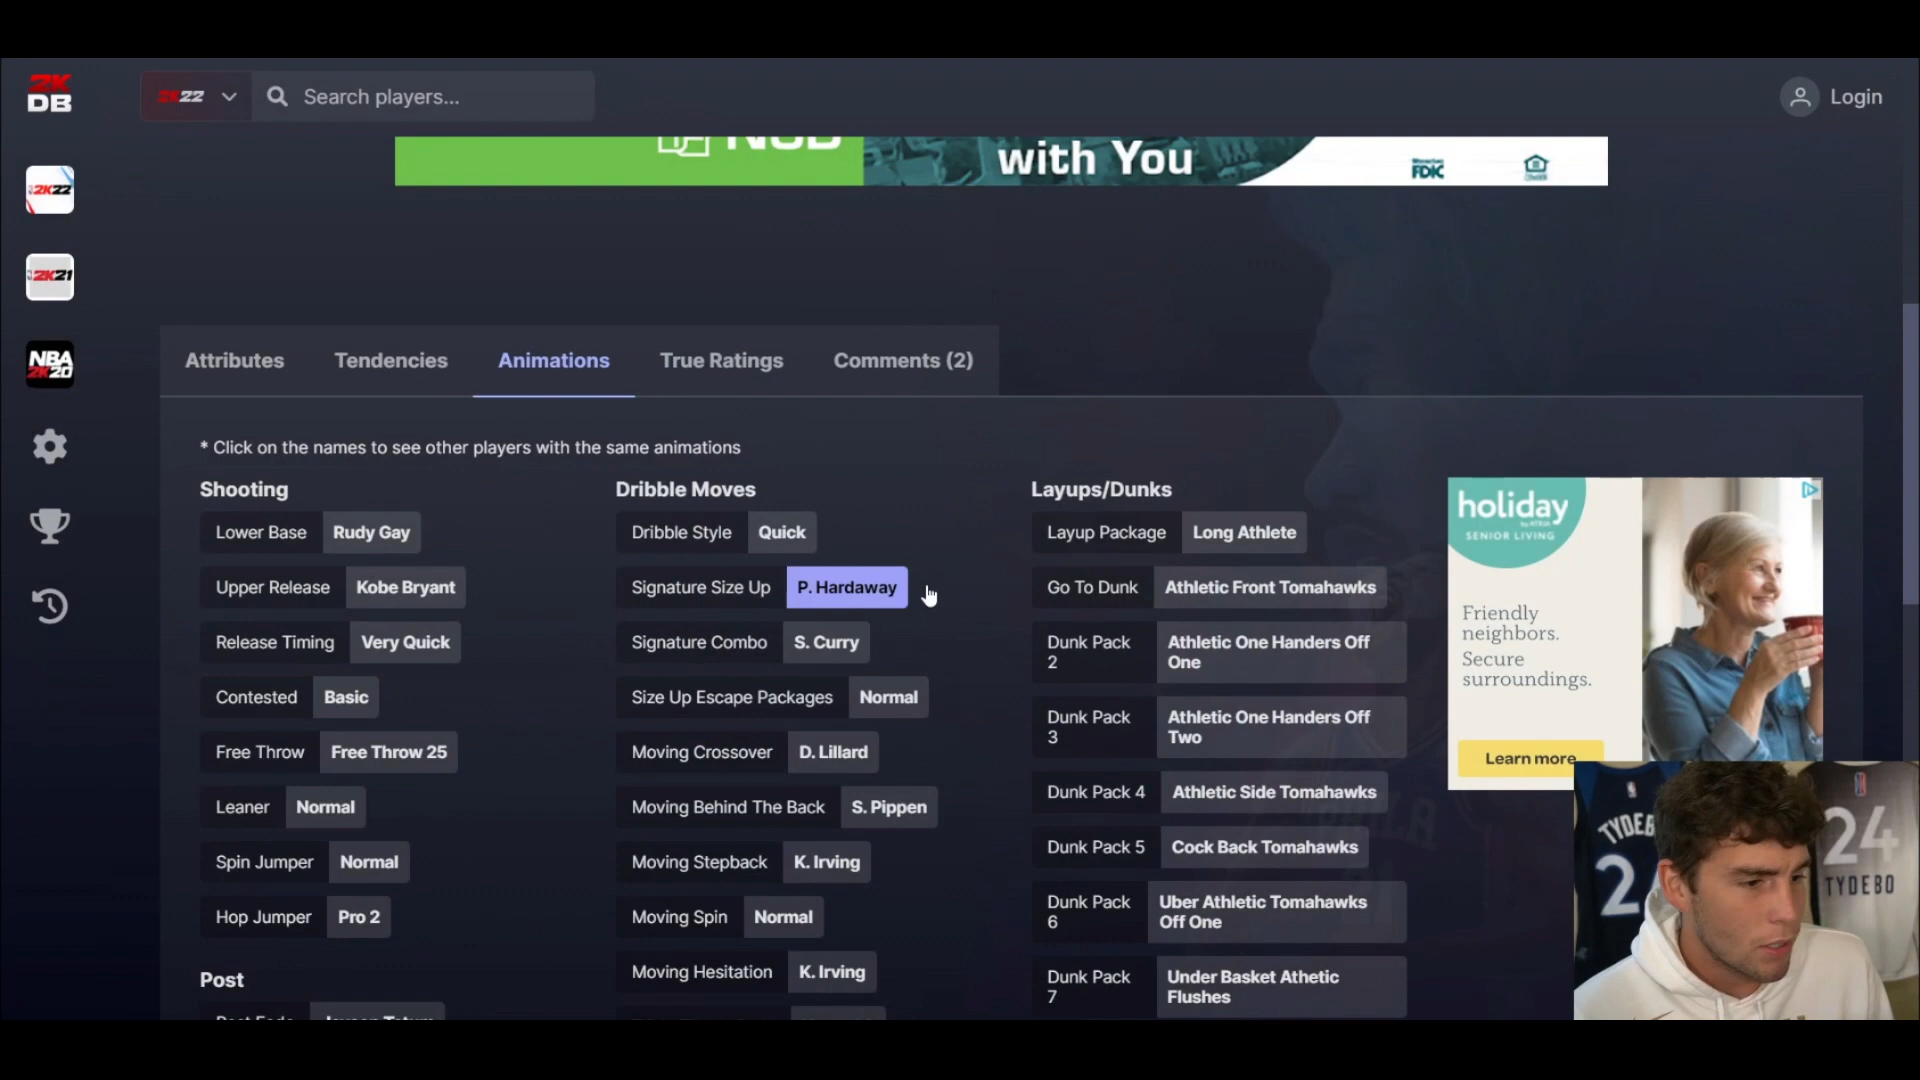 2K
DB
2K22
Search players...
Login
with You
FDIC
2K22
2K21
NBA
2K20
Attributes
Tendencies
Animations
True Ratings
Comments (2)
* Click on the names to see other players with the same animations
Shooting
Lower Base Rudy Gay
Upper Release Kobe Bryant
Release Timing Very Quick
Contested Basic
Free Throw Free Throw 25
Leaner Normal
Spin Jumper Normal
Hop Jumper Pro 2
Post
Dribble Moves
Dribble Style Quick
Signature Size Up P. Hardaway
Signature Combo S. Curry
Size Up Escape Packages Normal
Moving Crossover D. Lillard
Moving Behind The Back S. Pippen
Moving Stepback K. Irving
Moving Spin Normal
Moving Hesitation K. Irving
Layups/Dunks
Layup Package Long Athlete
Go To Dunk Athletic Front Tomahawks
Dunk Pack
2
Athletic One Handers Off
One
Dunk Pack
3
Athletic One Handers Off
Two
Dunk Pack 4 Athletic Side Tomahawks
Dunk Pack 5 Cock Back Tomahawks
Dunk Pack
6
Uber Athletic Tomahawks
Off One
Dunk Pack
7
Under Basket Athetic
Flushes
holiday
by ATRIA
SENIOR LIVING
Friendly
neighbors.
Secure
surroundings.
Learn more
TYDEB
2
24
TYDEBO